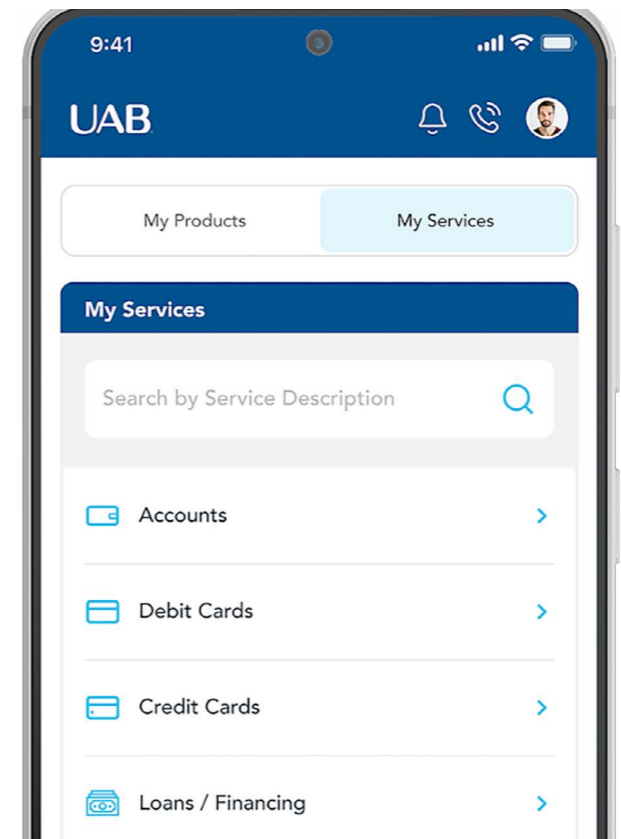 9:41
UAB
My Products
My Services
My Services
Search by Service Description
Accounts
Debit Cards
Credit Cards
Loans / Financing